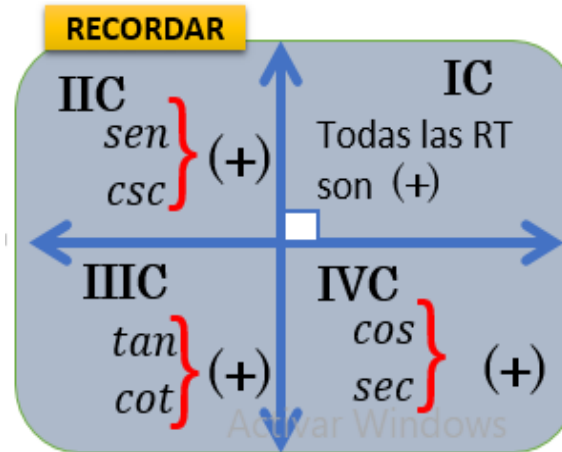 RECORDAR
IIC
sen
csc
(+)
IC
Todas las RT
son (+)
IIIC
tan
cot
(+)
IVC
cos
sec
(+)
Activar Windows